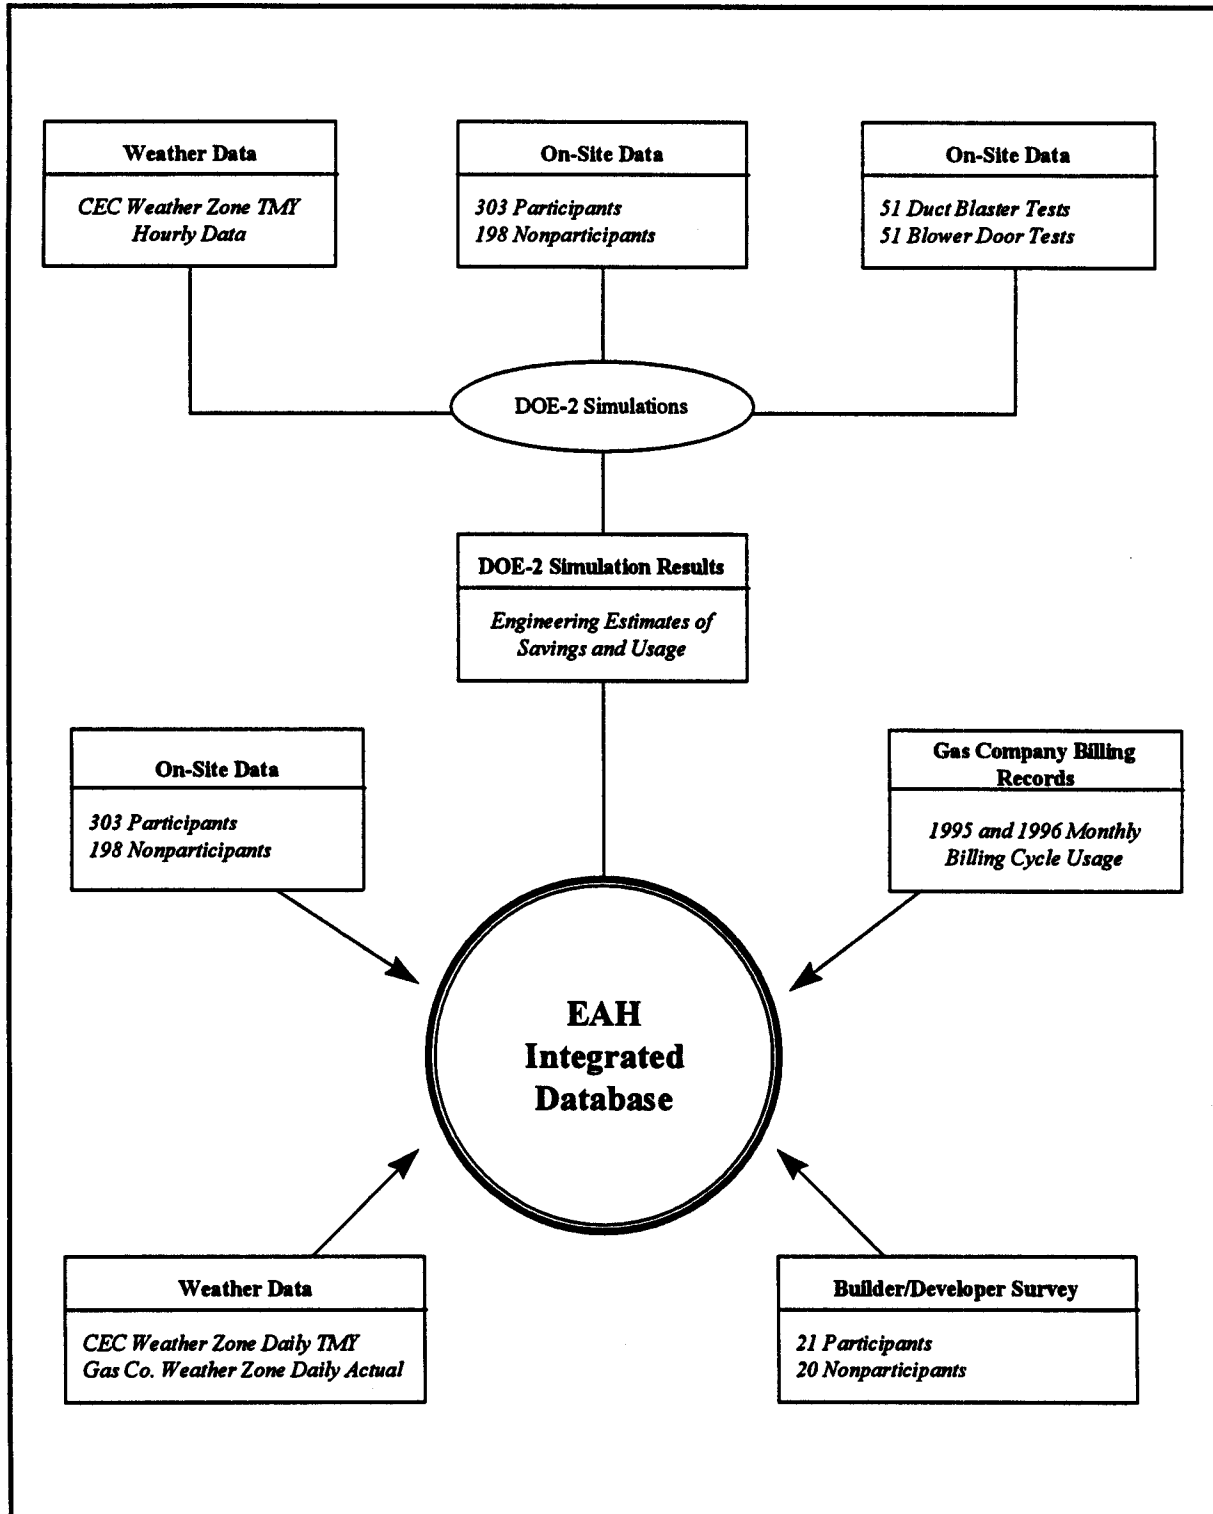 Weather Data
CEC Weather Zone TMY
Hourly Data
On-Site Data
303 Participants
198 Nonparticipants
On-Site Data
51 Duct Blaster Tests
51 Blower Door Tests
DOE-2 Simulations
DOE-2 Simulation Results
Engineering Estimates of
Savings and Usage
On-Site Data
303 Participants
198 Nonparticipants
Gas Company Billing
Records
1995 and 1996 Monthly
Billing Cycle Usage
EAH
Integrated
Database
Weather Data
CEC Weather Zone Daily TMY
Gas Co. Weather Zone Daily Actual
Builder/Developer Survey
21 Participants
20 Nonparticipants